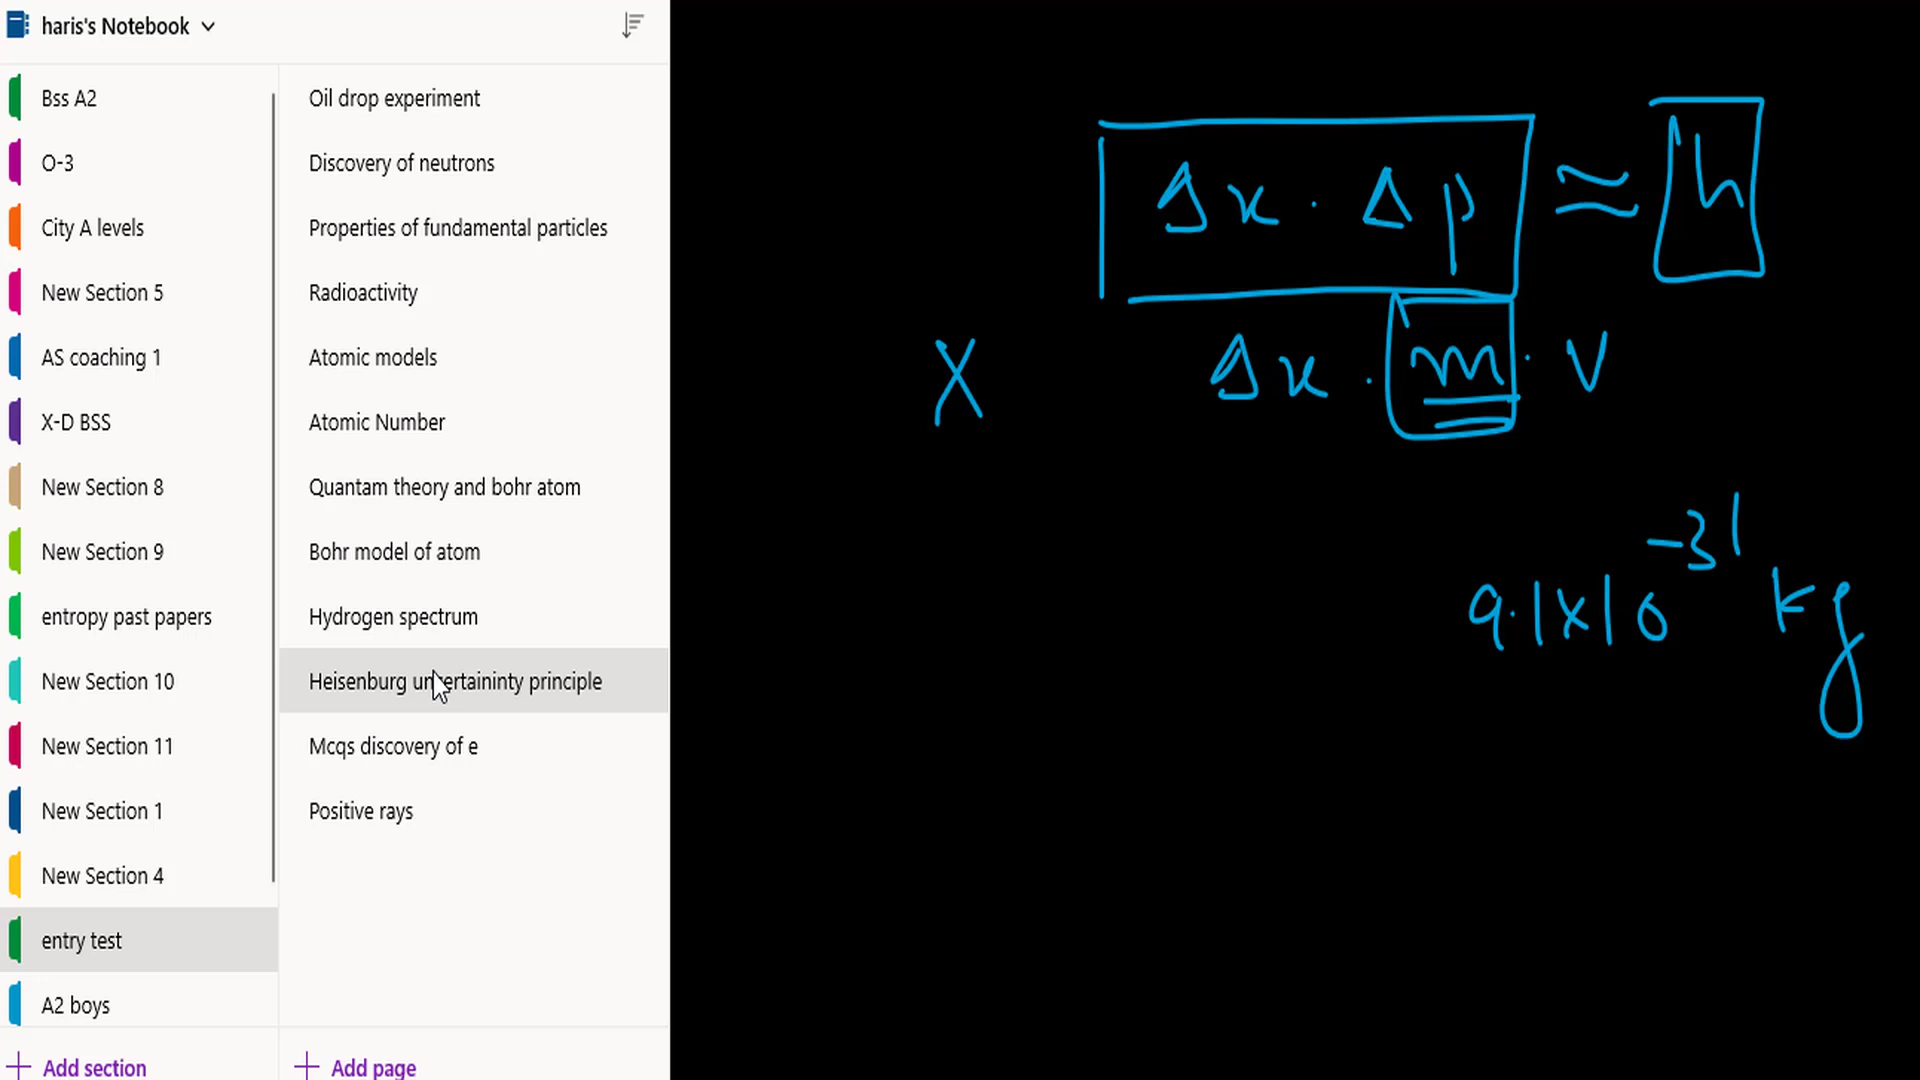 haris's Notebook
Bss A2
O-3
City A levels
New Section 5
AS coaching 1
X-D BSS
New Section 8
New Section 9
entropy past papers
New Section 10
New Section 11
New Section 1
New Section 4
entry test
A2 boys
Add section
Oil drop experiment
Discovery of neutrons
Properties of fundamental particles
Radioactivity
Atomic models
Atomic Number
Quantam theory and bohr atom
Bohr model of atom
Hydrogen spectrum
Heisenburg uncertaininty principle
Mcqs discovery of e
Positive rays
Add page
Δx · Δp ≈ h
X Δx · m · v
9.1x10⁻³¹ kg